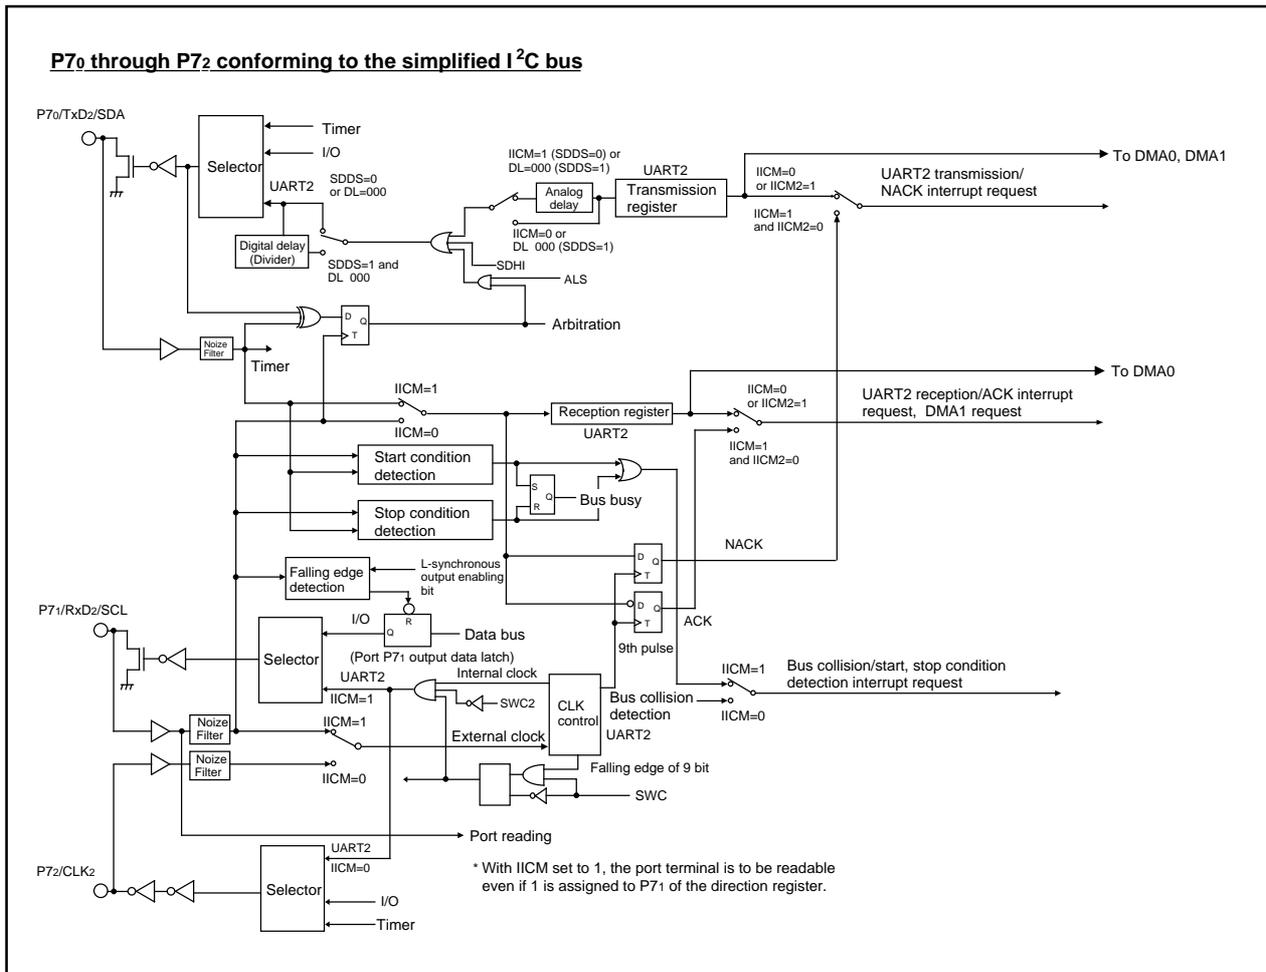 P70 through P72 conforming to the simplified I2C bus
P70/TxD2/SDA
Selector
Timer
I/O
UART2
SDDS=0
or DL=000
Digital delay
(Divider)
SDDS=1 and
DL 000
IICM=1 (SDDS=0) or
DL=000 (SDDS=1)
Analog
delay
IICM=0 or
DL 000 (SDDS=1)
SDHI
ALS
UART2
Transmission
register
IICM=0
or IICM2=1
IICM=1
and IICM2=0
To DMA0, DMA1
UART2 transmission/
NACK interrupt request
D
Q
T
Arbitration
Noize
Filter
Timer
IICM=1
IICM=0
Reception register
UART2
IICM=0
or IICM2=1
IICM=1
and IICM2=0
To DMA0
UART2 reception/ACK interrupt
request, DMA1 request
Start condition
detection
Stop condition
detection
S
R
Q
Bus busy
NACK
D
Q
T
D
Q
T
ACK
9th pulse
Falling edge
detection
L-synchronous
output enabling
bit
P71/RxD2/SCL
Selector
I/O
R
Q
Data bus
(Port P71 output data latch)
UART2
IICM=1
Internal clock
SWC2
CLK
control
UART2
Bus collision
detection
IICM=1
IICM=0
Bus collision/start, stop condition
detection interrupt request
Noize
Filter
Noize
Filter
IICM=1
IICM=0
External clock
Falling edge of 9 bit
SWC
Port reading
P72/CLK2
Selector
UART2
IICM=0
I/O
Timer
* With IICM set to 1, the port terminal is to be readable
even if 1 is assigned to P71 of the direction register.